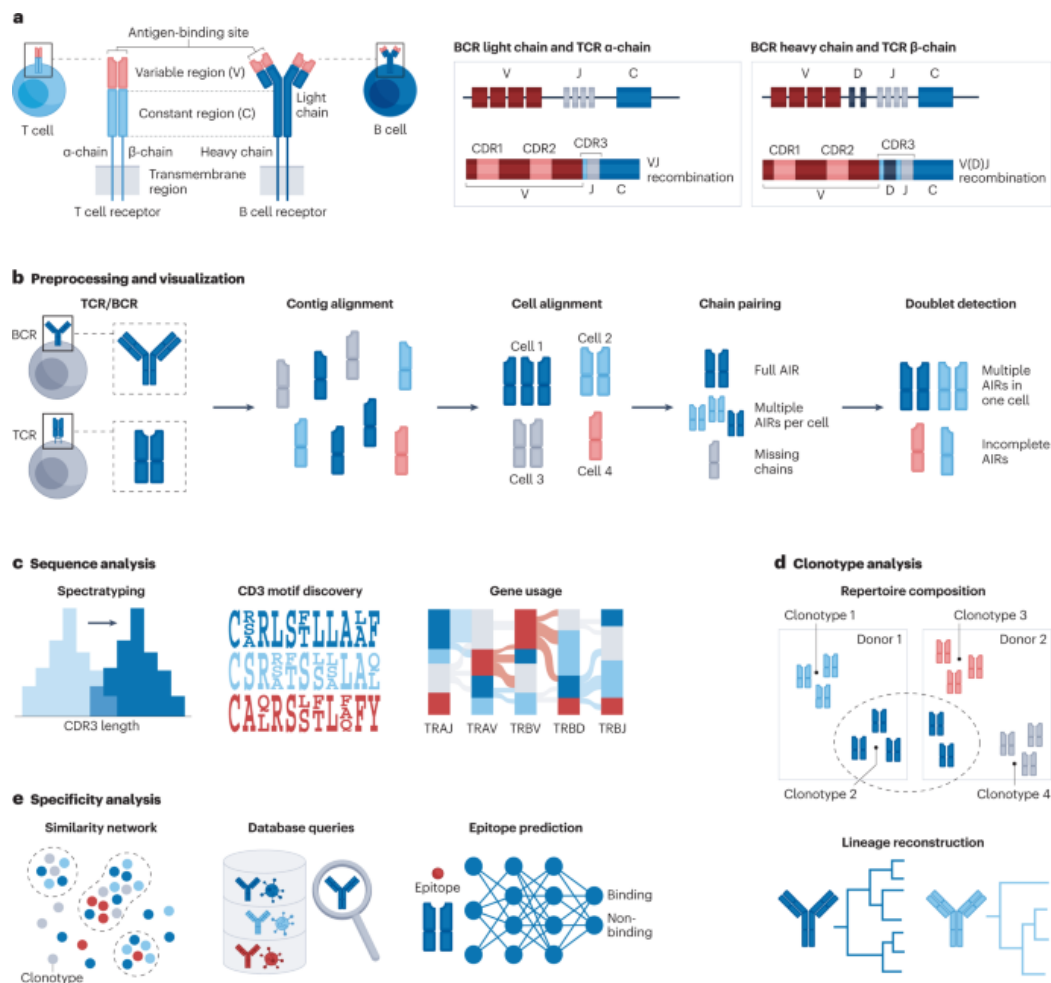 a
Antigen-binding site
Variable region (V)
Constant region (C)
Light
chain
T cell
B cell
α-chain
β-chain
Heavy chain
Transmembrane
region
T cell receptor
B cell receptor
BCR light chain and TCR α-chain
V
J
C
CDR1
CDR2
CDR3
VJ
recombination
V
J
C
BCR heavy chain and TCR β-chain
V
D
J
C
CDR1
CDR2
CDR3
V(D)J
recombination
V
D
J
C
b Preprocessing and visualization
TCR/BCR
BCR
TCR
Contig alignment
Cell alignment
Cell 1
Cell 2
Cell 3
Cell 4
Chain pairing
Full AIR
Multiple
AIRs per cell
Missing
chains
Doublet detection
Multiple
AIRs in
one cell
Incomplete
AIRs
c Sequence analysis
Spectratyping
CDR3 length
CD3 motif discovery
Gene usage
TRAJ
TRAV
TRBV
TRBD
TRBJ
d Clonotype analysis
Repertoire composition
Clonotype 1
Clonotype 3
Donor 1
Donor 2
Clonotype 2
Clonotype 4
Lineage reconstruction
e Specificity analysis
Similarity network
Clonotype
Database queries
Epitope prediction
Epitope
Binding
Non-
binding